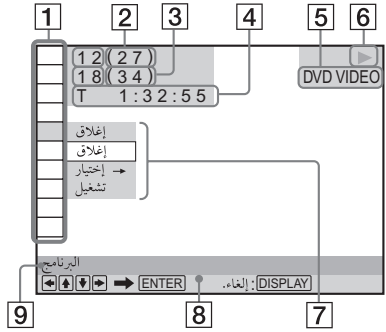 1 2 3 4 5 6
12(27)
18(34)
T 1:32:55
DVD VIDEO
إغلاق
إغلاق
إختيار →
تشغيل
البرنامج
ENTER إلغاء: DISPLAY.
9 8 7